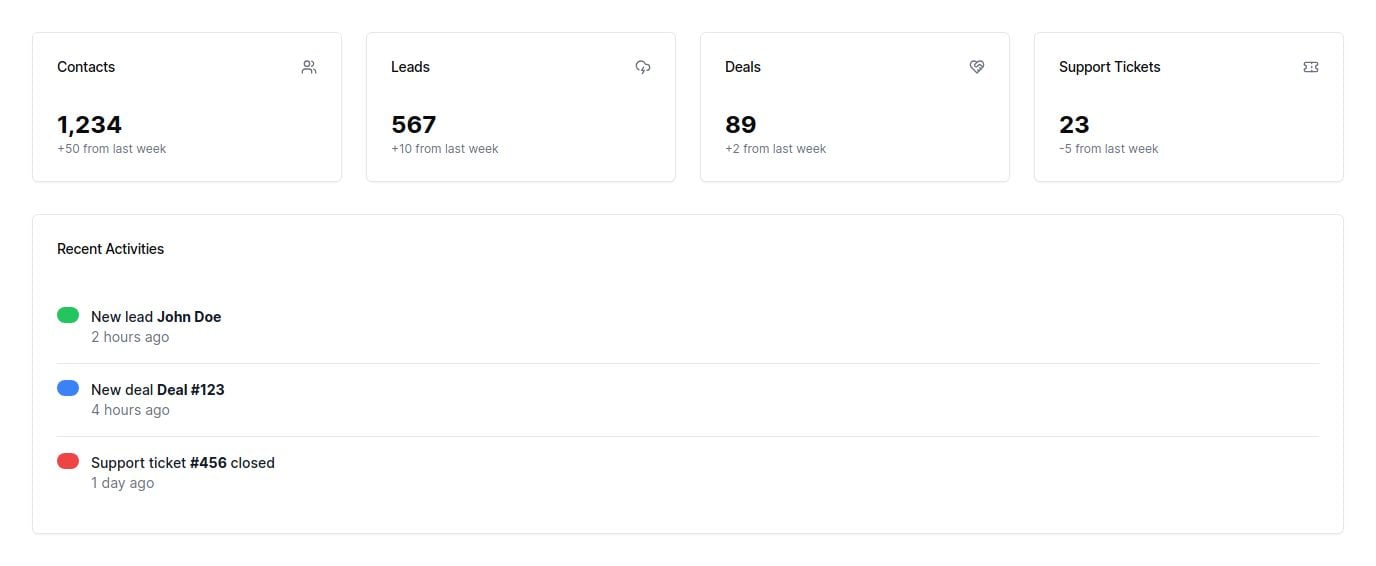 Contacts
1,234
+50 from last week
Leads
567
+10 from last week
Deals
89
+2 from last week
Support Tickets
23
-5 from last week
Recent Activities
New lead John Doe
2 hours ago
New deal Deal #123
4 hours ago
Support ticket #456 closed
1 day ago